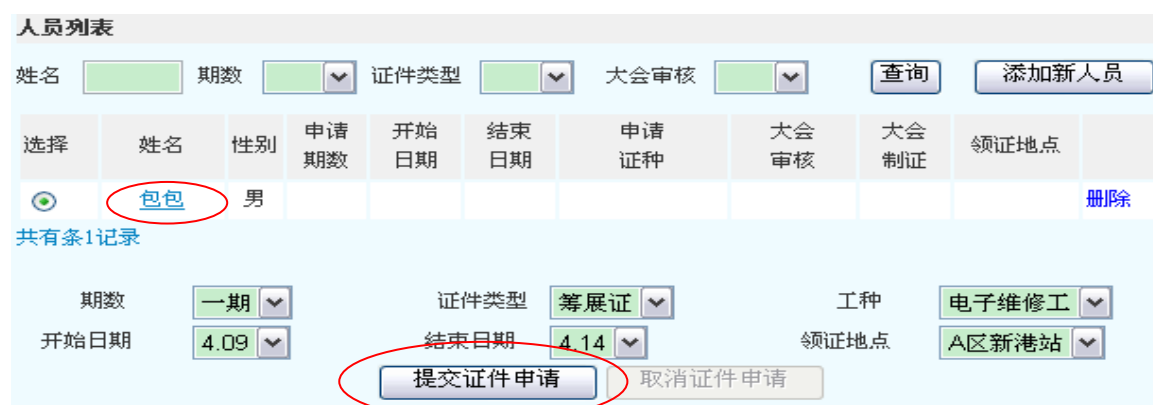 人员列表
姓名 期数 证件类型 大会审核 查询 添加新人员
选择 姓名 性别 申请期数 开始日期 结束日期 申请证种 大会审核 大会制证 领证地点
包包 男 删除
共有条1记录
期数 一期 证件类型 筹展证 工种 电子维修工
开始日期 4.09 结束日期 4.14 领证地点 A区新港站
提交证件申请 取消证件申请